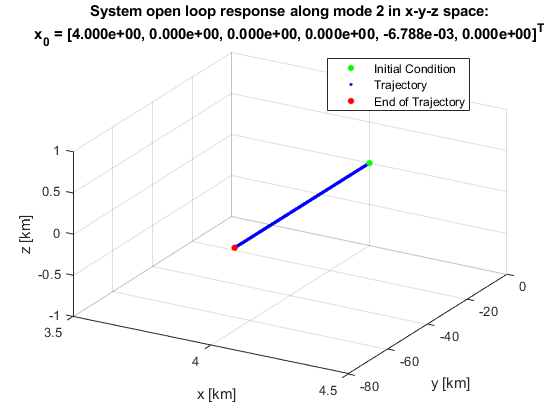 System open loop response along mode 2 in x-y-z space:
x0 = [4.000e+00, 0.000e+00, 0.000e+00, 0.000e+00, -6.788e-03, 0.000e+00]T
Initial Condition
Trajectory
End of Trajectory
1
0.5
0
-0.5
-1
z [km]
3.5
4
4.5
x [km]
-80
-60
-40
-20
0
y [km]